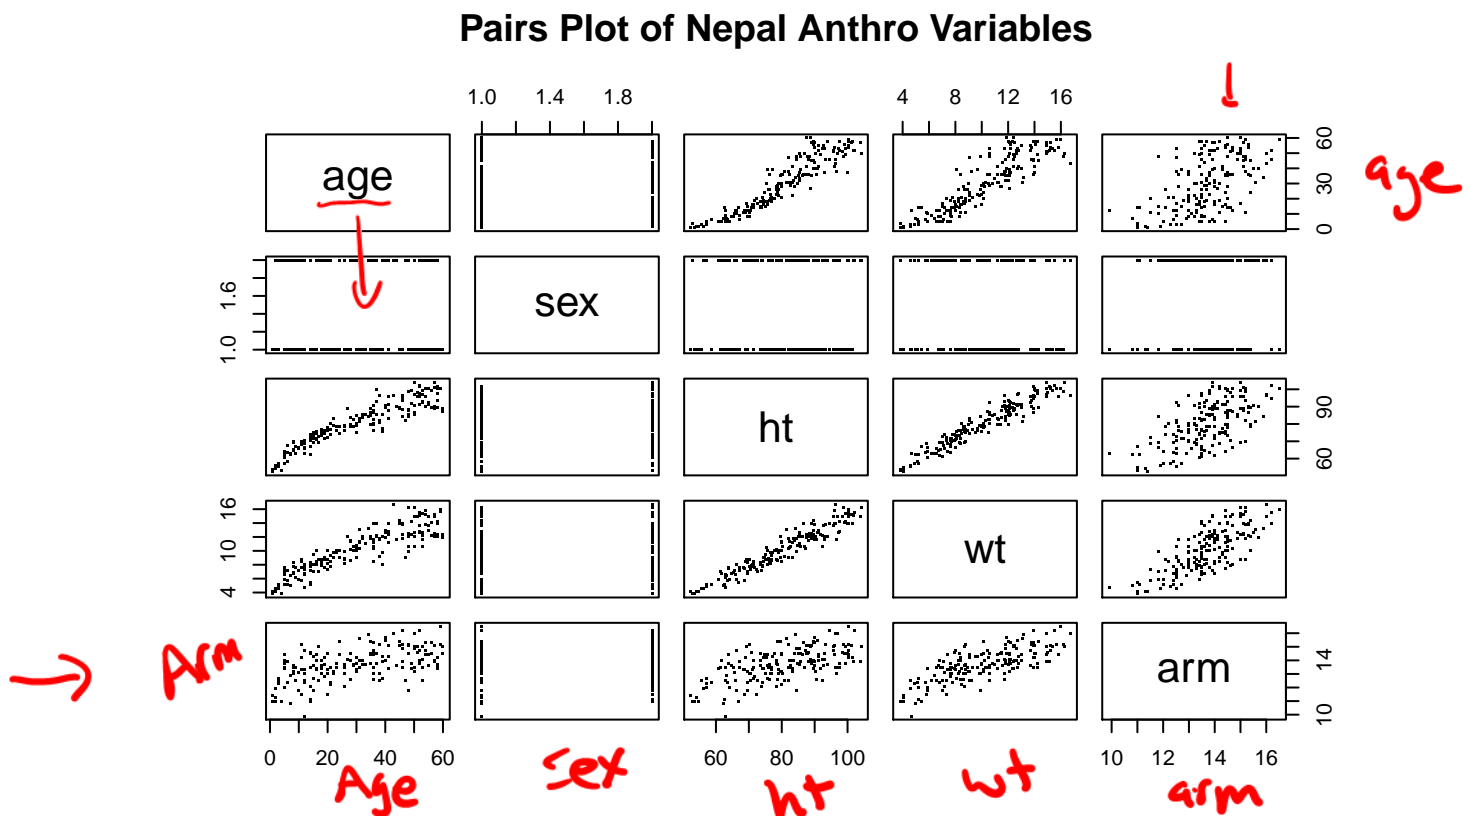 Pairs Plot of Nepal Anthro Variables
1.0 1.4 1.8 4 8 12 16
age 0 30 60 age
1.0 1.6 sex
ht 60 90
4 10 16 wt
Arm arm 10 14
0 20 40 60 60 80 100 10 12 14 16
Age sex ht wt arm